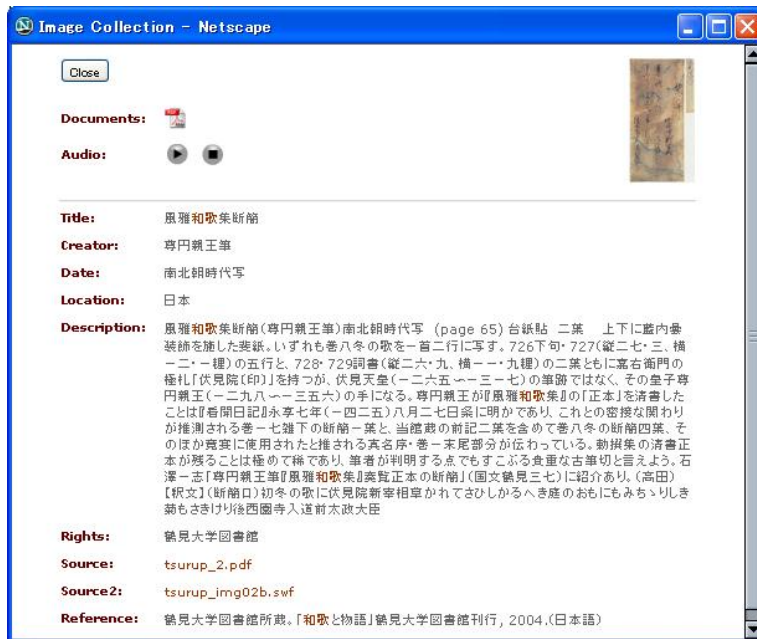 Image Collection - Netscape
Close
Documents:
Audio:
Title: 風雅和歌集断簡
Creator: 尊円親王筆
Date: 南北朝時代写
Location: 日本
Description: 風雅和歌集断簡(尊円親王筆)南北朝時代写 (page 65) 台紙貼 二葉 上下に藍内曇
装飾を施した斐紙。いずれも巻八冬の歌を一首二行に写す。726下句・727(縦二七・三、横
一二・一糎)の五行と、728・729詞書(縦二六・九、横一一・九糎)の二葉ともに嘉右衛門の
極札「伏見院(印)」を持つが、伏見天皇(一二六五〜一三一七)の筆跡ではなく、その皇子尊
円親王(一二九八〜一三五六)の手になる。尊円親王が『風雅和歌集』の「正本」を清書した
ことは『看聞日記』永享七年(一四二五)八月二七日条に明かであり、これとの密接な関わり
が推測される巻一七雑下の断簡一葉と、当館蔵の前記二葉を含めて巻八冬の断簡四葉、そ
のほか竟宴に使用されたと推される真名序・巻一末尾部分が伝わっている。勅撰集の清書正
本が残ることは極めて稀であり、筆者が判明する点でもすこぶる貴重な古筆切と言えよう。石
澤一志「尊円親王筆『風雅和歌集』奏覧正本の断簡」(国文鶴見三七)に紹介あり。(高田)
【釈文】(断簡口)初冬の歌に伏見院新宰相草かれてさひしかるへき庭のおもにもみちゝりしき
菊もさきけり後西園寺入道前太政大臣
Rights: 鶴見大学図書館
Source: tsurup_2.pdf
Source2: tsurup_img02b.swf
Reference: 鶴見大学図書館所蔵。「和歌と物語」鶴見大学図書館刊行, 2004.(日本語)